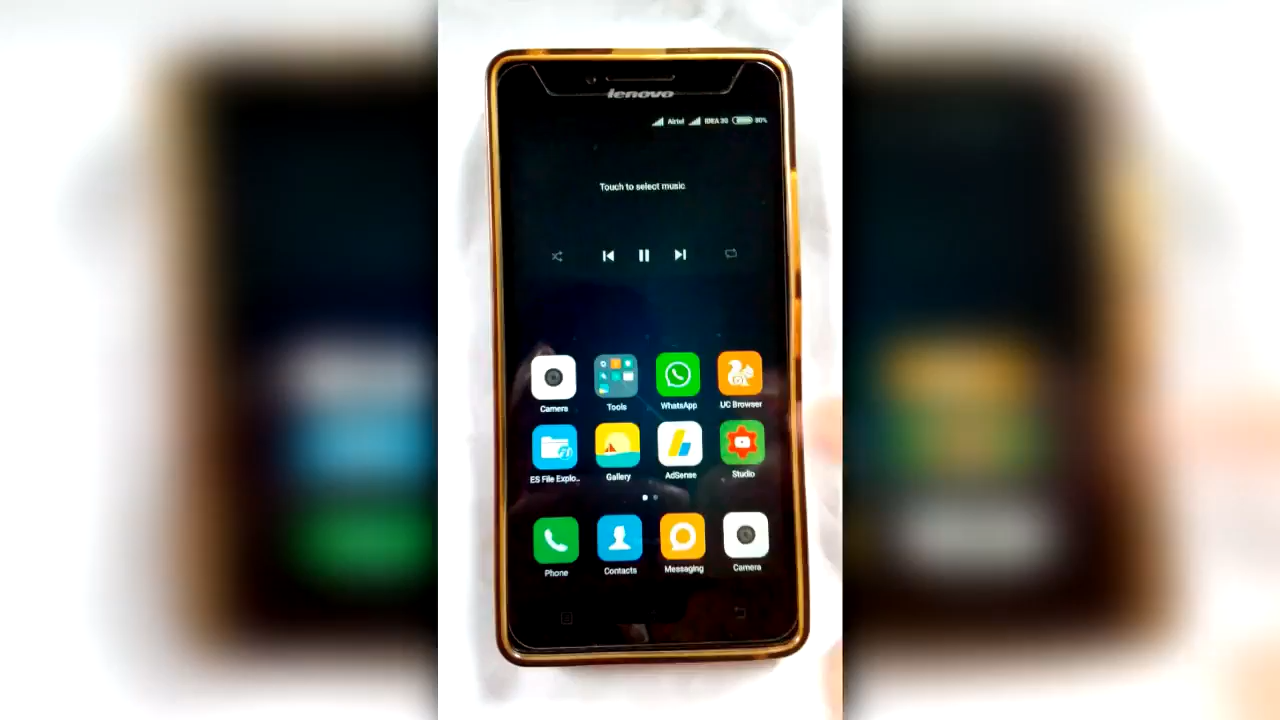 lenovo
Airtel IDEA 3G 80%
Touch to select music
Camera Tools WhatsApp UC Browser
ES File Explo.. Gallery AdSense Studio
Phone Contacts Messaging Camera